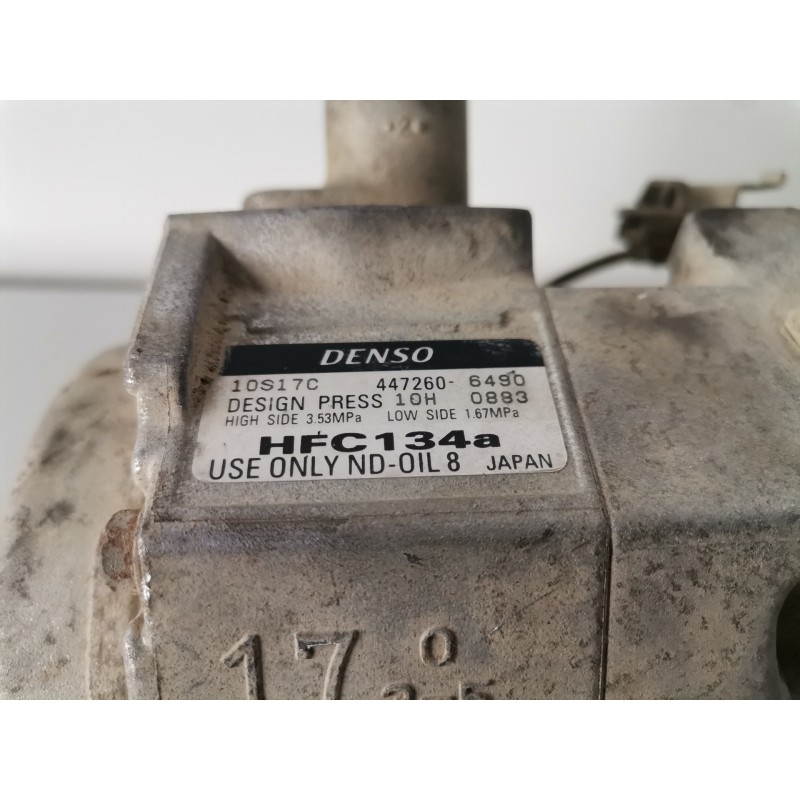 DENSO
10S17C 447260-6490
DESIGN PRESS 10H 0883
HIGH SIDE 3.53MPa LOW SIDE 1.67MPa
HFC134a
USE ONLY ND-OIL 8 JAPAN
17 0